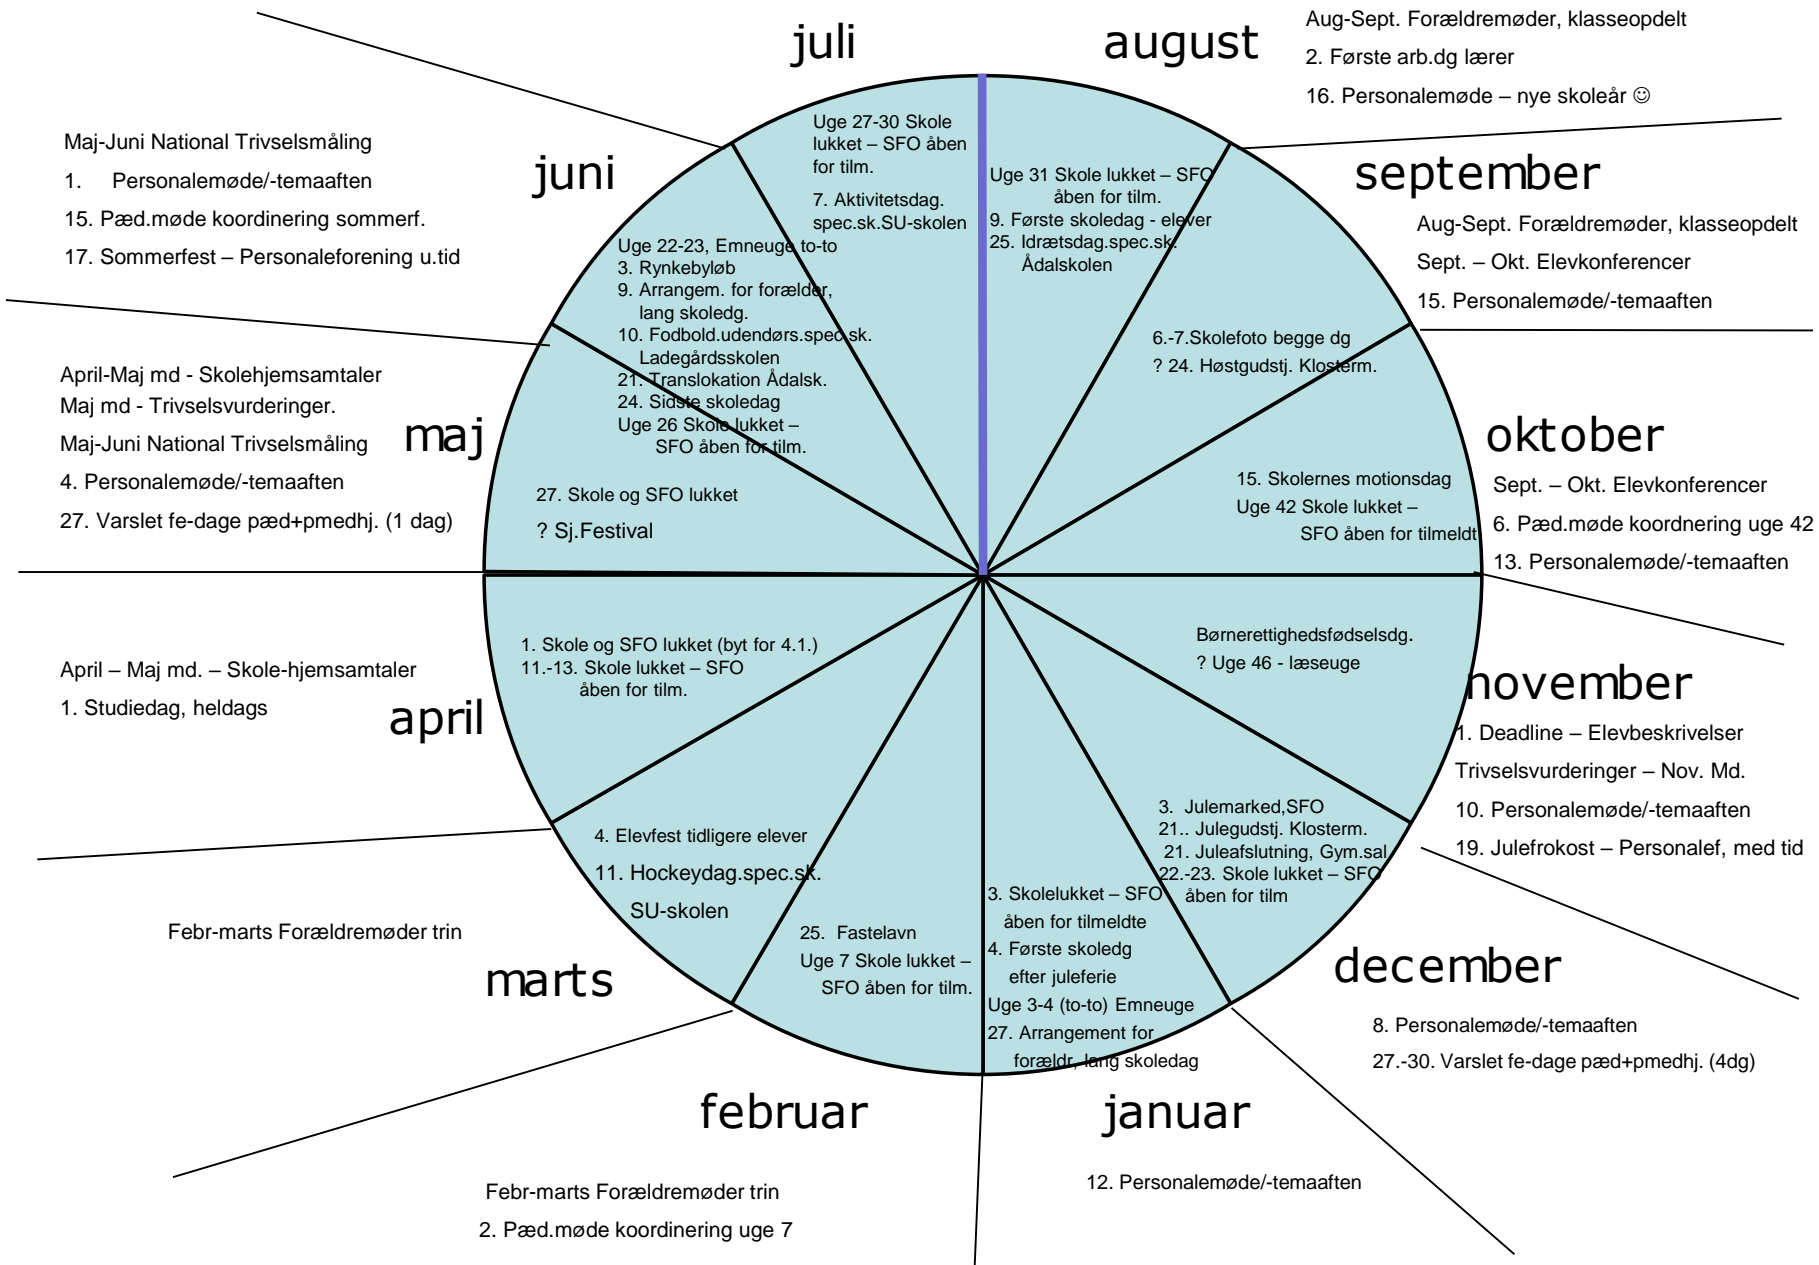 juli
Uge 27-30 Skole
lukket – SFO åben
for tilm.
7. Aktivitetsdag.
spec.sk.SU-skolen
august
Aug-Sept. Forældremøder, klasseopdelt
2. Første arb.dg lærer
16. Personalemøde – nye skoleår ☺
Uge 31 Skole lukket – SFO
åben for tilm.
9. Første skoledag - elever
25. Idrætsdag.spec.sk.
Ådalskolen
september
Aug-Sept. Forældremøder, klasseopdelt
Sept. – Okt. Elevkonferencer
15. Personalemøde/-temaaften
6.-7.Skolefoto begge dg
? 24. Høstgudstj. Klosterm.
oktober
Sept. – Okt. Elevkonferencer
6. Pæd.møde koordnering uge 42
13. Personalemøde/-temaaften
15. Skolernes motionsdag
Uge 42 Skole lukket –
SFO åben for tilmeldt
november
1. Deadline – Elevbeskrivelser
Trivselsvurderinger – Nov. Md.
10. Personalemøde/-temaaften
19. Julefrokost – Personalef, med tid
Børnerettighedsfødselsdg.
? Uge 46 - læseuge
december
8. Personalemøde/-temaaften
27.-30. Varslet fe-dage pæd+pmedhj. (4dg)
3. Julemarked,SFO
21.. Julegudstj. Klosterm.
21. Juleafslutning, Gym.sal
22.-23. Skole lukket – SFO
åben for tilm
januar
12. Personalemøde/-temaaften
3. Skolelukket – SFO
åben for tilmeldte
4. Første skoledg
efter juleferie
Uge 3-4 (to-to) Emneuge
27. Arrangement for
forældr, lang skoledag
februar
Febr-marts Forældremøder trin
2. Pæd.møde koordinering uge 7
25. Fastelavn
Uge 7 Skole lukket –
SFO åben for tilm.
marts
Febr-marts Forældremøder trin
4. Elevfest tidligere elever
11. Hockeydag.spec.sk.
SU-skolen
april
April – Maj md. – Skole-hjemsamtaler
1. Studiedag, heldags
1. Skole og SFO lukket (byt for 4.1.)
11.-13. Skole lukket – SFO
åben for tilm.
maj
April-Maj md - Skolehjemsamtaler
Maj md - Trivselsvurderinger.
Maj-Juni National Trivselsmåling
4. Personalemøde/-temaaften
27. Varslet fe-dage pæd+pmedhj. (1 dag)
27. Skole og SFO lukket
? Sj.Festival
juni
Maj-Juni National Trivselsmåling
1. Personalemøde/-temaaften
15. Pæd.møde koordinering sommerf.
17. Sommerfest – Personaleforening u.tid
Uge 22-23, Emneuge to-to
3. Rynkebyløb
9. Arrangem. for forælder,
lang skoledg.
10. Fodbold.udendørs.spec.sk.
Ladegårdsskolen
21. Translokation Ådalsk.
24. Sidste skoledag
Uge 26 Skole lukket –
SFO åben for tilm.